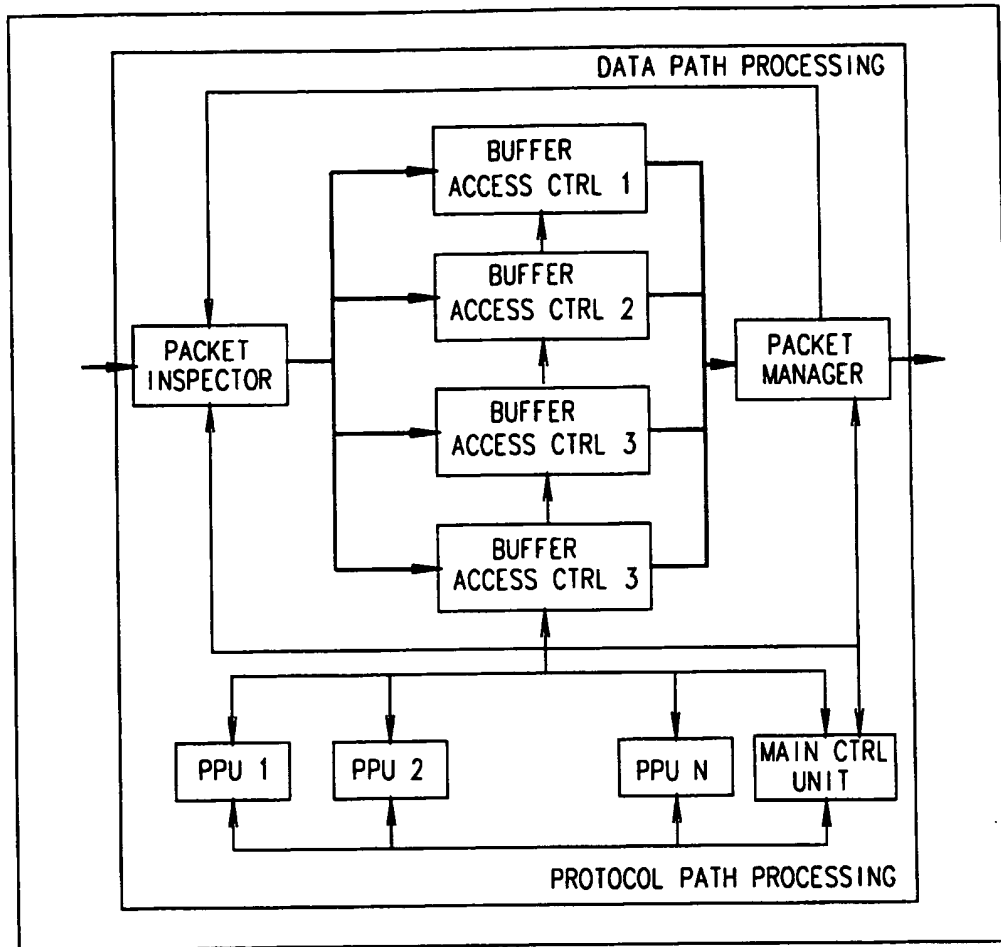 DATA PATH PROCESSING
BUFFER
ACCESS CTRL 1
BUFFER
ACCESS CTRL 2
PACKET
INSPECTOR
PACKET
MANAGER
BUFFER
ACCESS CTRL 3
BUFFER
ACCESS CTRL 3
PPU 1
PPU 2
PPU N
MAIN CTRL
UNIT
PROTOCOL PATH PROCESSING